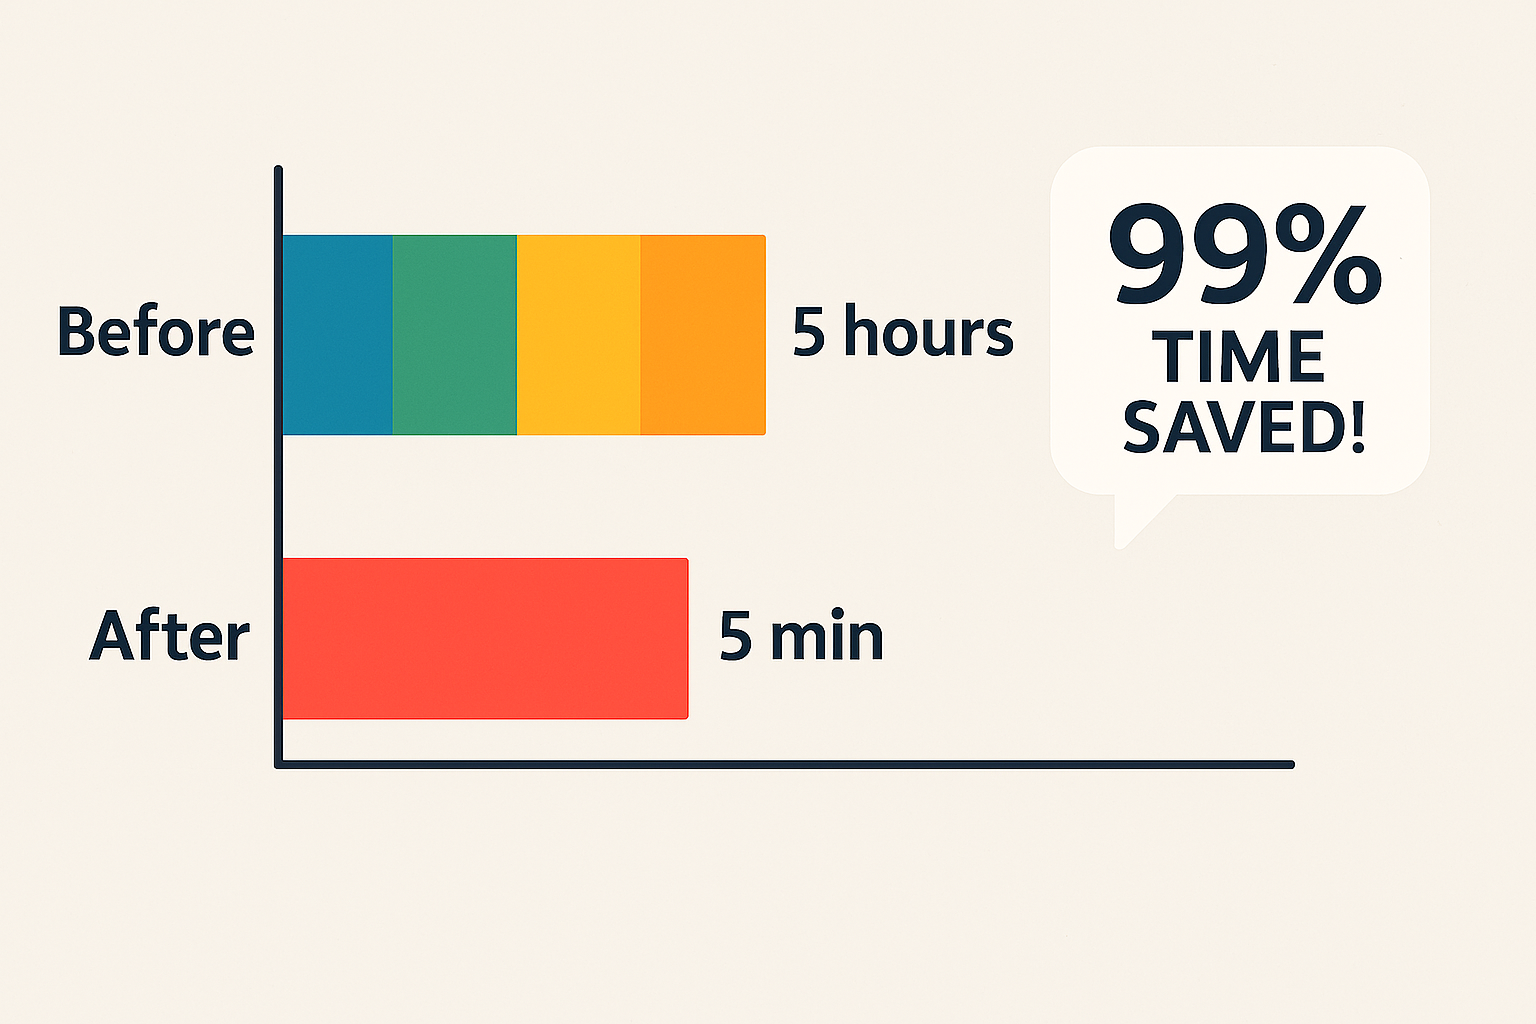 Before
5 hours
99%
TIME
SAVED!
After
5 min